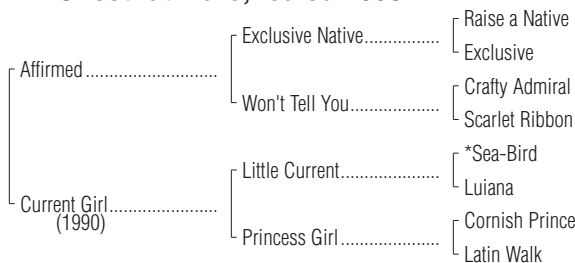 Raise a Native
Exclusive Native
Exclusive
Affirmed
Crafty Admiral
Won't Tell You
Scarlet Ribbon
*Sea-Bird
Little Current
Luiana
Current Girl
(1990)
Cornish Prince
Princess Girl
Latin Walk